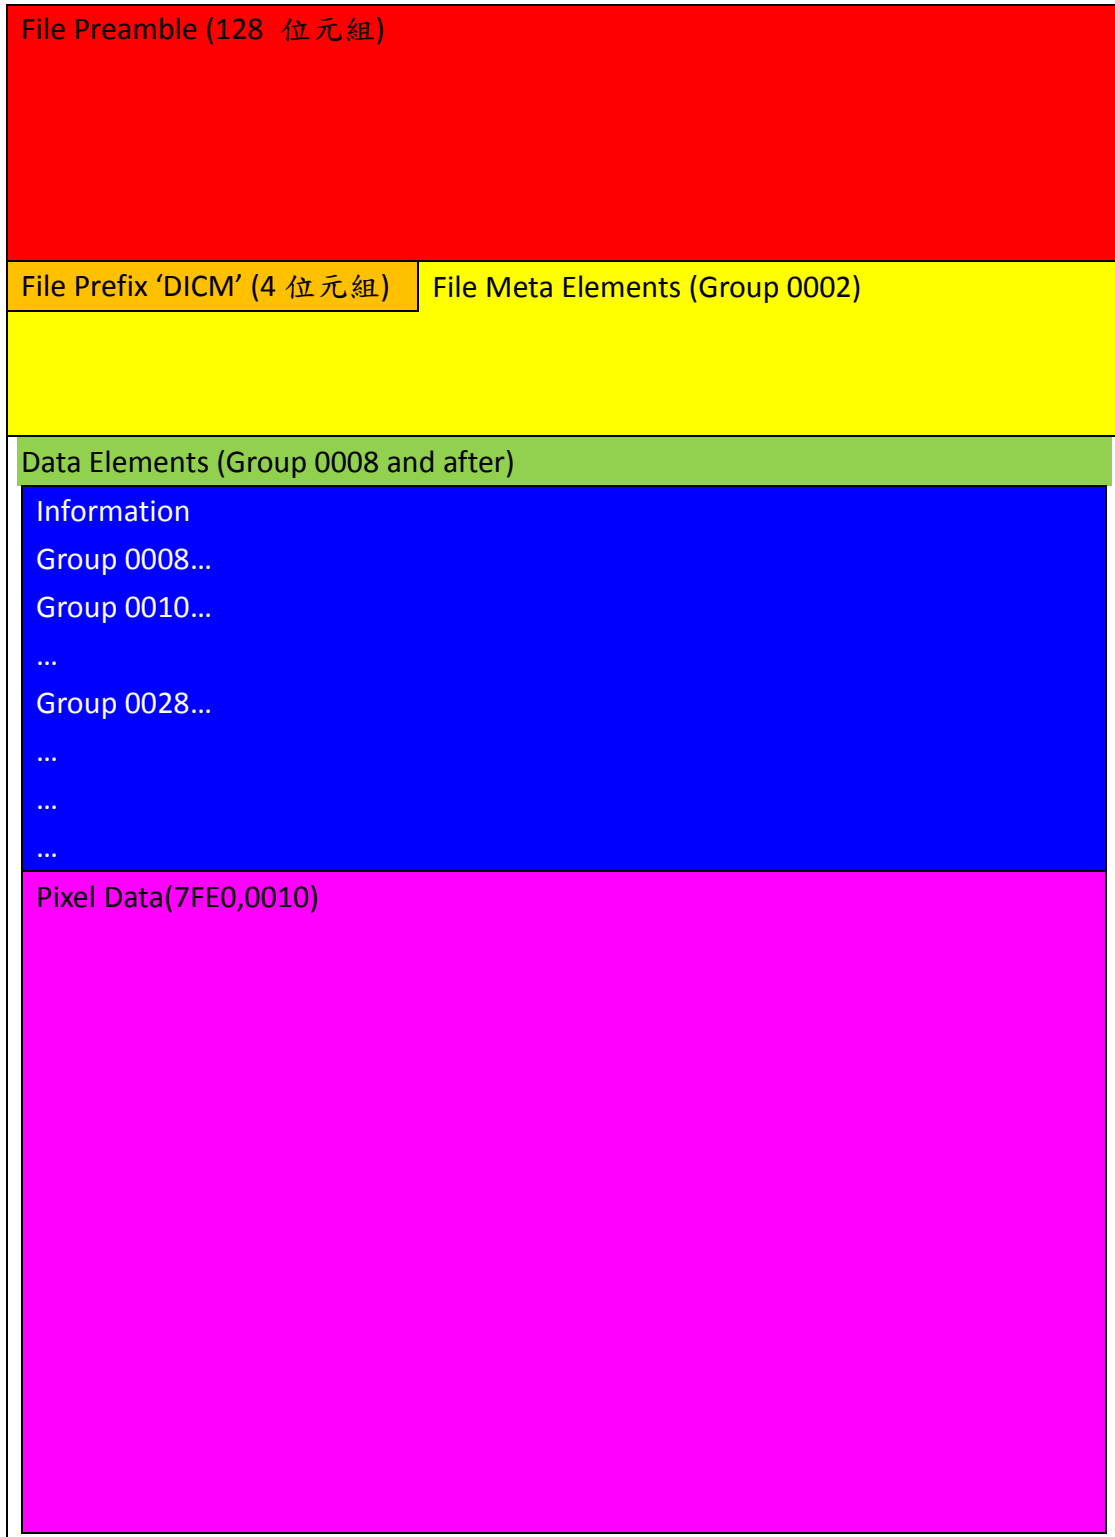 File Preamble (128 位元組)
File Prefix ‘DICM’ (4 位元組)
File Meta Elements (Group 0002)
Data Elements (Group 0008 and after)
Information
Group 0008…
Group 0010…
…
Group 0028…
…
…
…
Pixel Data(7FE0,0010)